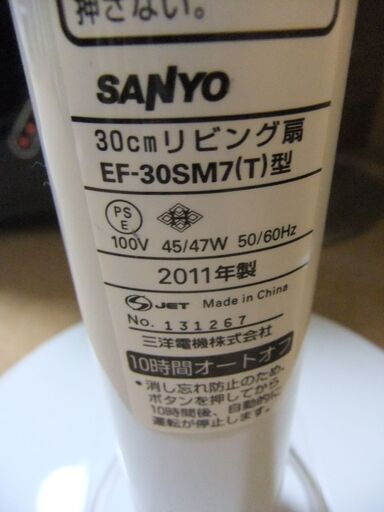 押さない。
SANYO
30cmリビング扇
EF-30SM7(T)型
PS
E
100V 45/47W 50/60Hz
2011年製
JET Made in China
No. 131267
三洋電機株式会社
10時間オートオフ
•消し忘れ防止のため、
ボタンを押してから
10時間後、自動的に
運転が停止します。